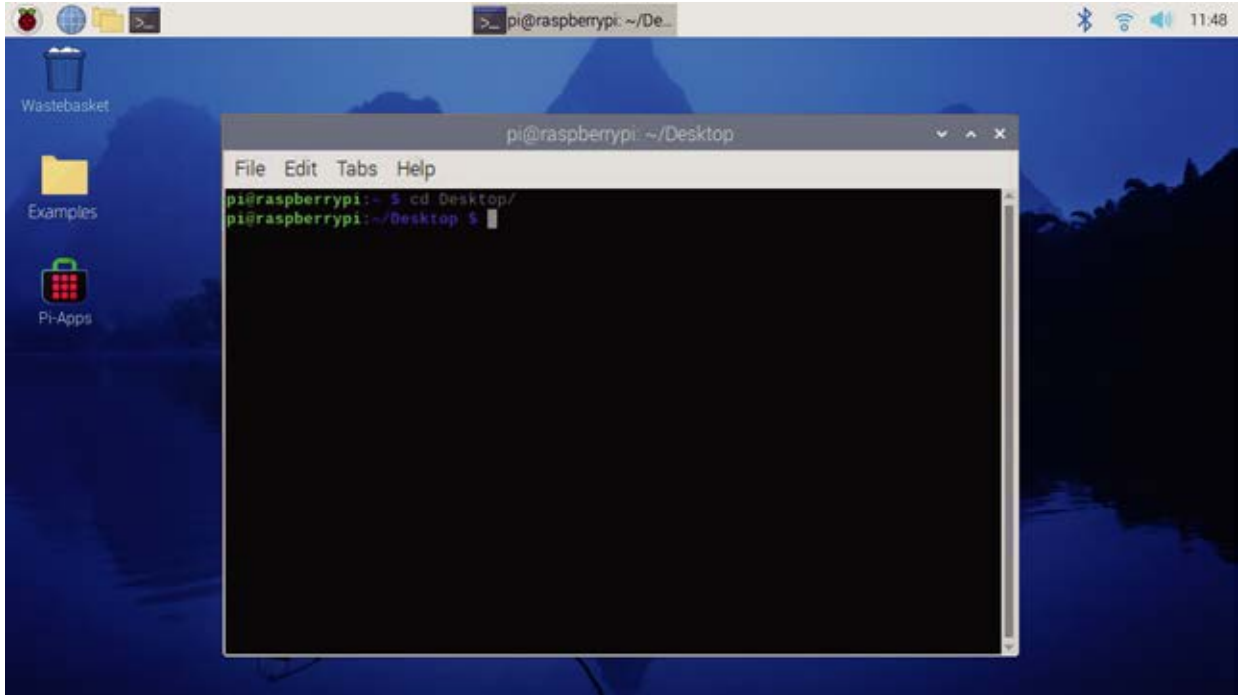 pi@raspberrypi: ~/De...
11:48
Wastebasket
Examples
Pi-Apps
pi@raspberrypi: ~/Desktop
File Edit Tabs Help
pi@raspberrypi:~ $ cd Desktop/
pi@raspberrypi:~/Desktop $